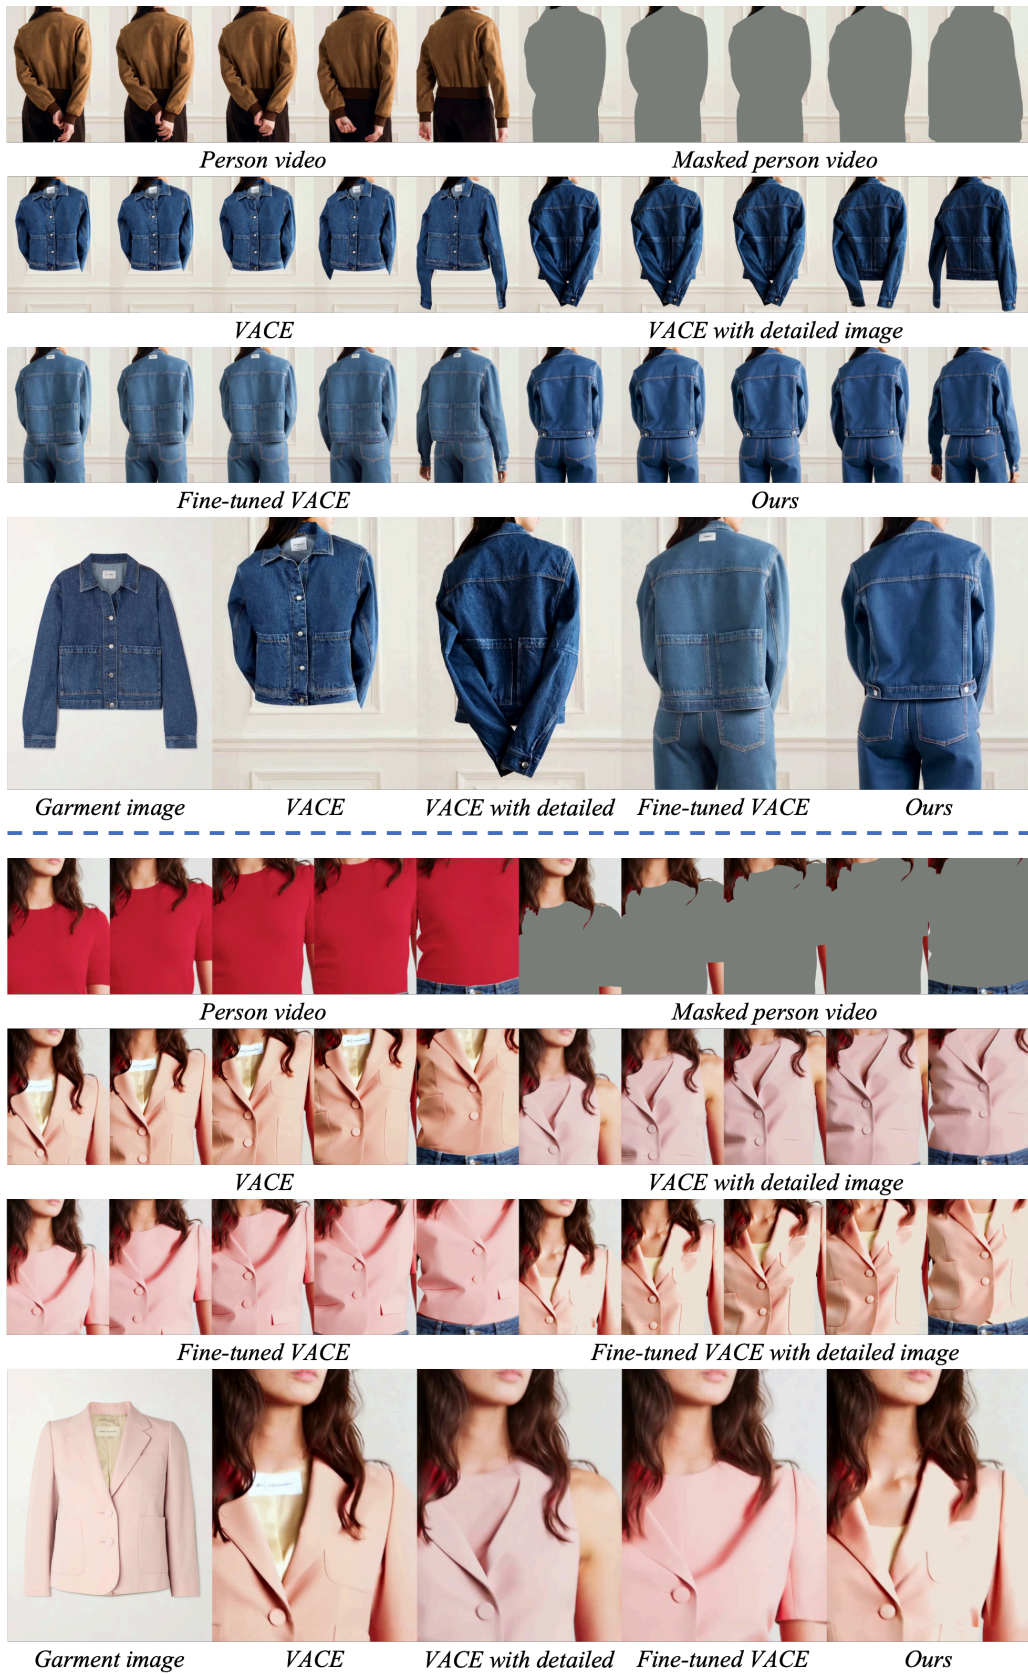 Person video
Masked person video
VACE
VACE with detailed image
Fine-tuned VACE
Ours
Garment image
VACE
VACE with detailed
Fine-tuned VACE
Ours
Person video
Masked person video
VACE
VACE with detailed image
Fine-tuned VACE
Fine-tuned VACE with detailed image
Garment image
VACE
VACE with detailed
Fine-tuned VACE
Ours